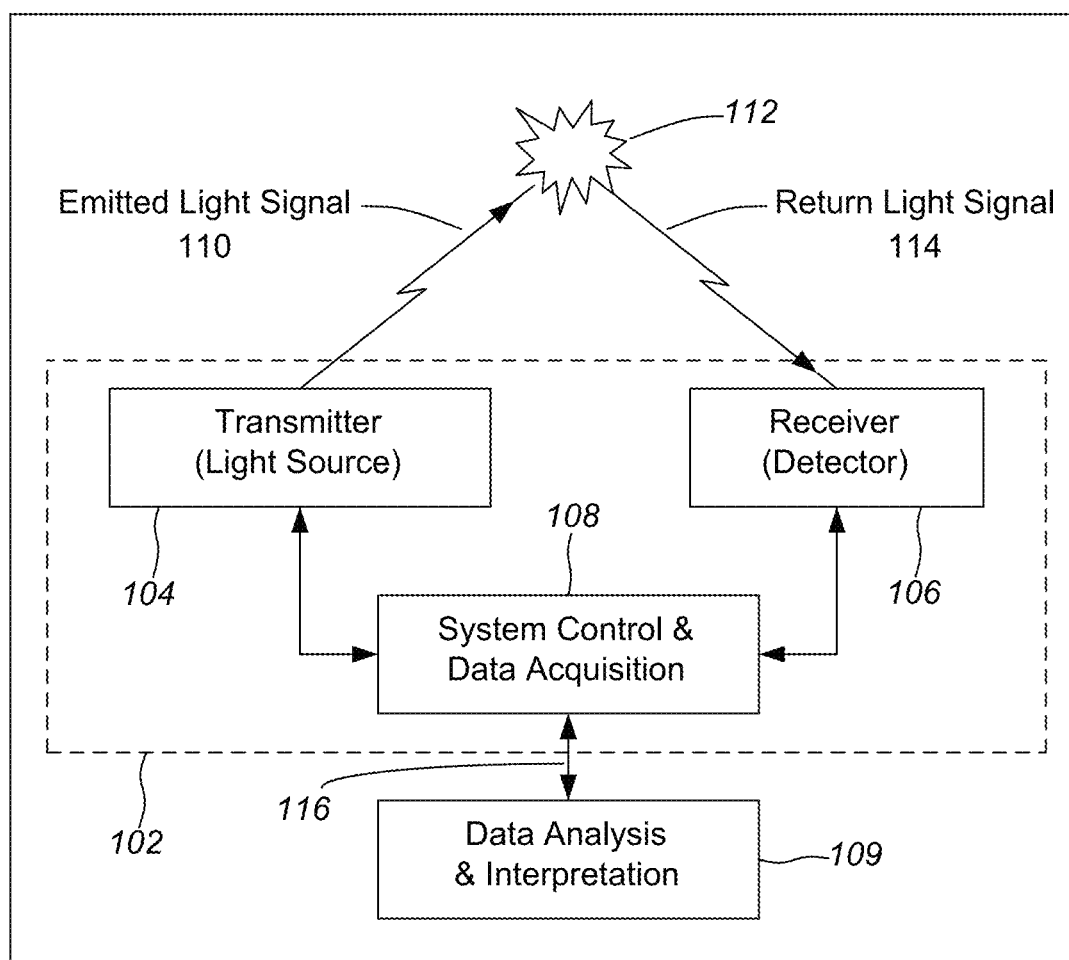 112
Emitted Light Signal
110
Return Light Signal
114
Transmitter
(Light Source)
Receiver
(Detector)
104
108
106
System Control &
Data Acquisition
102
116
Data Analysis
& Interpretation
109